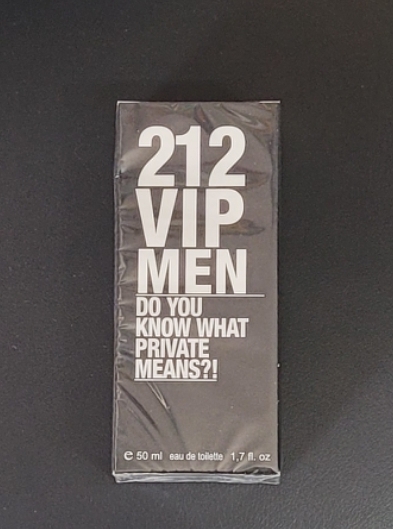 212
VIP
MEN
DO YOU
KNOW WHAT
PRIVATE
MEANS?!
℮ 50 ml eau de toilette 1,7 fl. oz